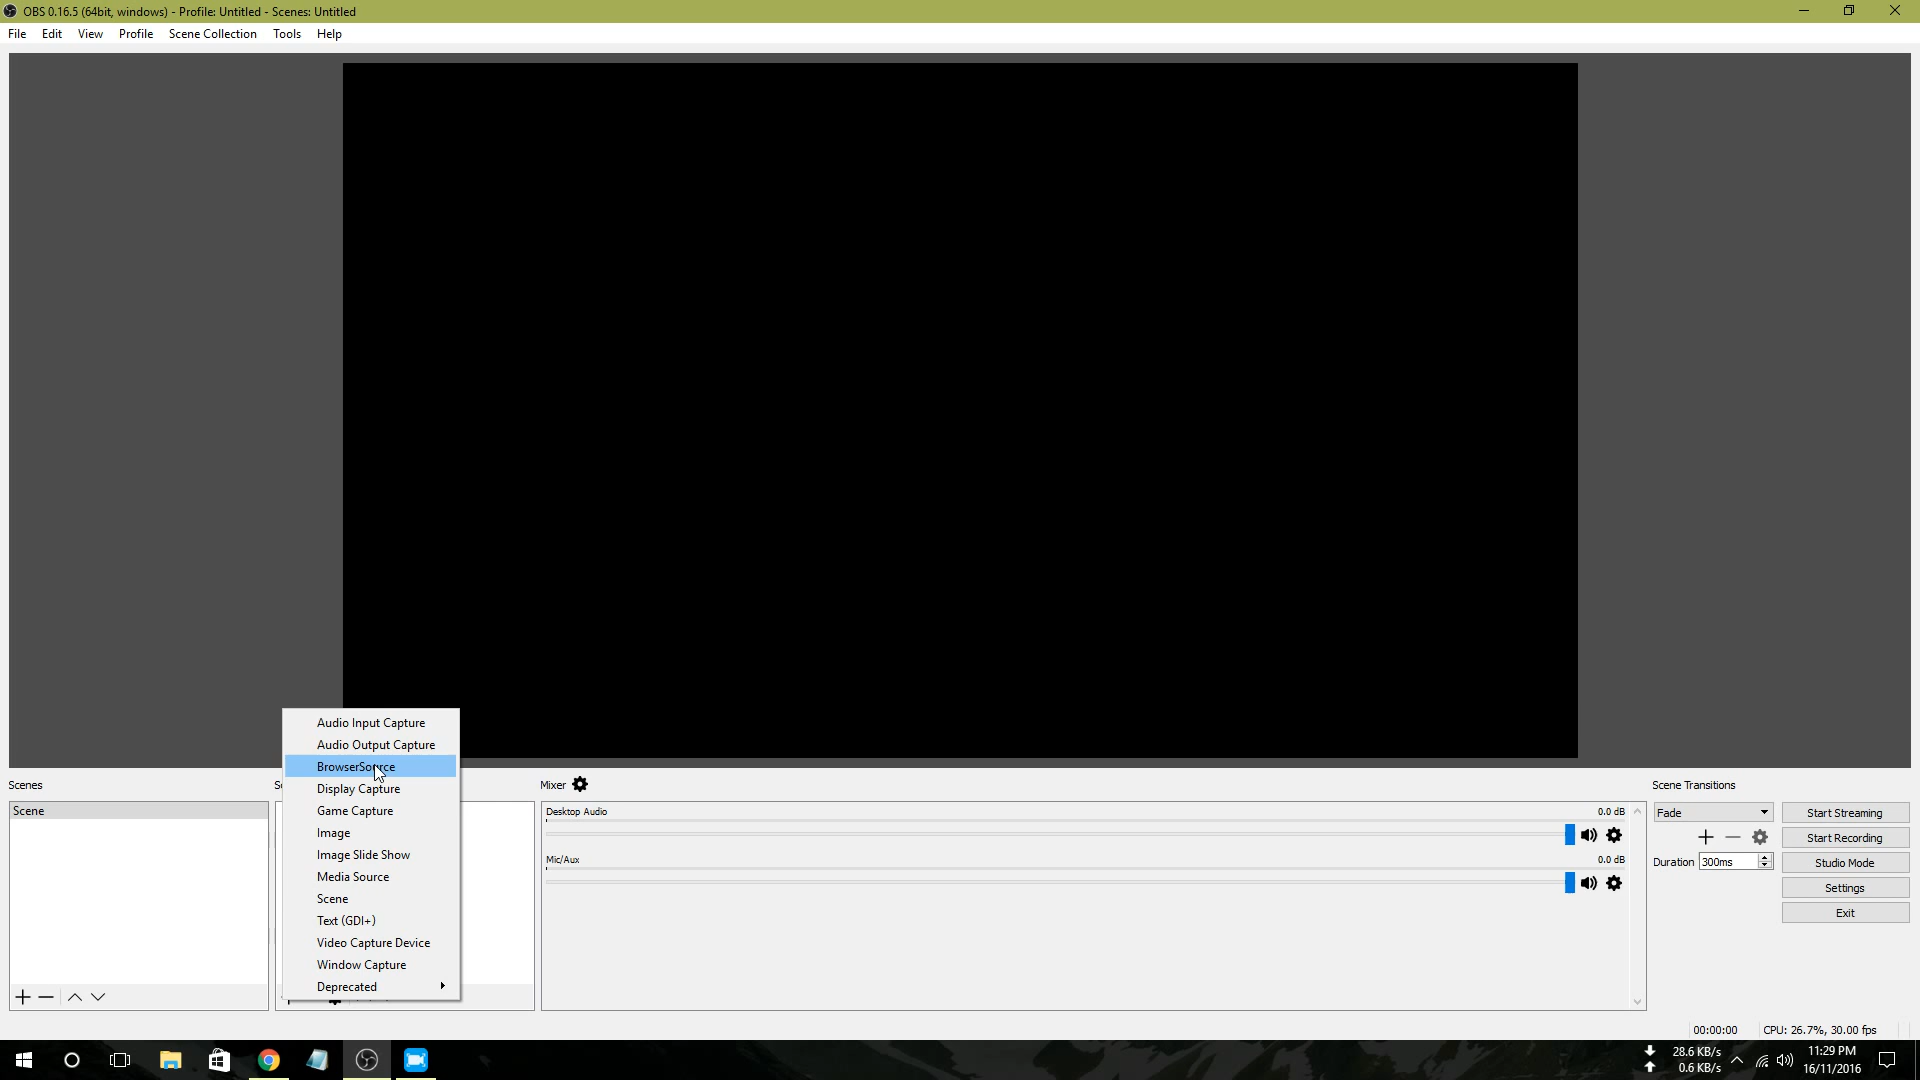 OBS 0.16.5 (64bit, windows) - Profile: Untitled - Scenes: Untitled
File Edit View Profile Scene Collection Tools Help
Audio Input Capture
Audio Output Capture
BrowserSource
Display Capture
Game Capture
Image
Image Slide Show
Media Source
Scene
Text (GDI+)
Video Capture Device
Window Capture
Deprecated
Scenes
Scene
Mixer
Desktop Audio 0.0 dB
Mic/Aux 0.0 dB
Scene Transitions
Fade
Duration 300ms
Start Streaming
Start Recording
Studio Mode
Settings
Exit
00:00:00 CPU: 26.7%, 30.00 fps
28.6 KB/s
0.6 KB/s
11:29 PM
16/11/2016